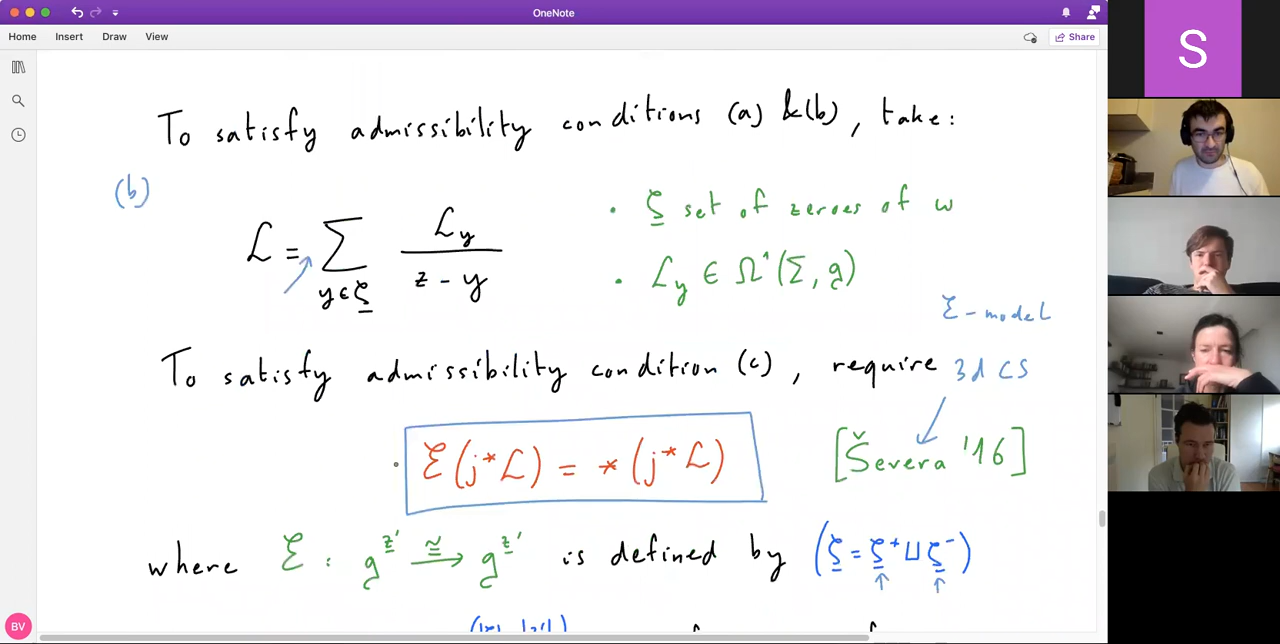 OneNote
Home Insert Draw View Share
To satisfy admissibility conditions (a) & (b), take:
(b)
ℒ = ∑_{y∈ζ} ℒ_y / (z - y)
• ζ set of zeroes of ω
• ℒ_y ∈ Ω¹(Σ, g)
ℰ-model
To satisfy admissibility condition (c), require 3d CS
ℰ(j*ℒ) = *(j*ℒ) [Ševera '16]
where ℰ : g^{z'} ≅→ g^{z'} is defined by (ζ = ζ⁺ ⊔ ζ⁻)
BV
S